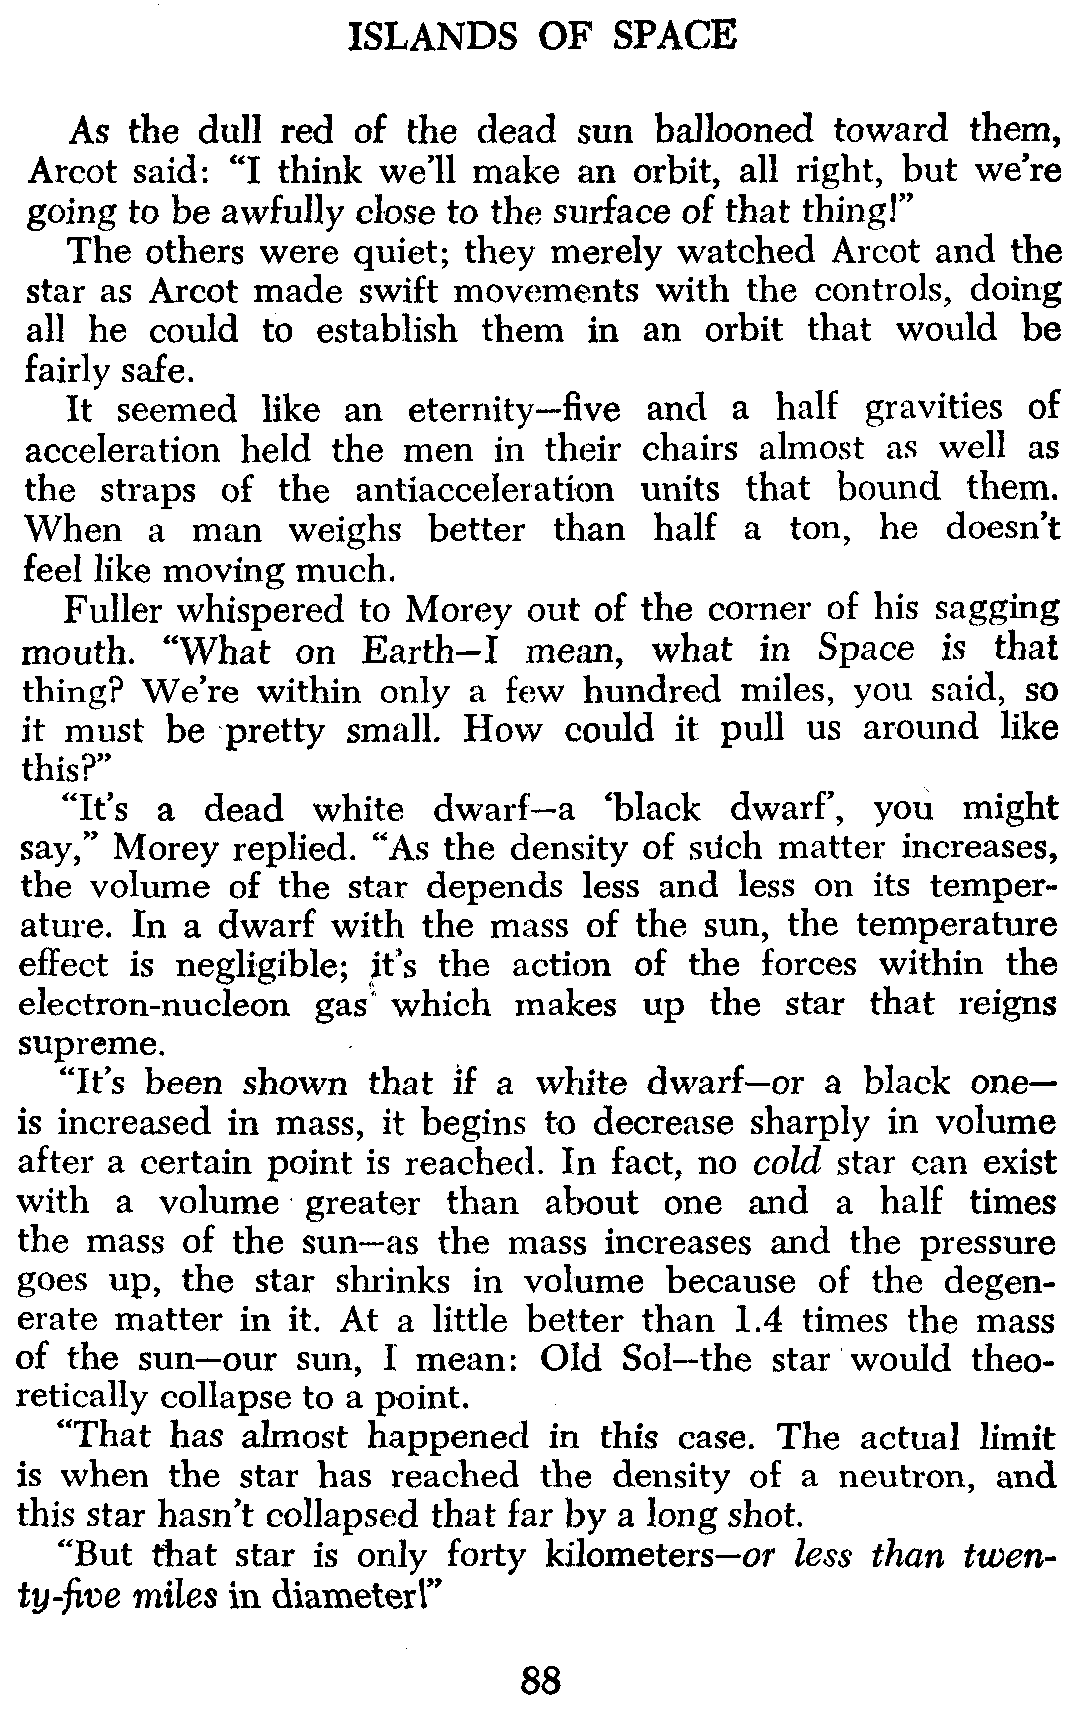 ISLANDS OF SPACE
As the dull red of the dead sun ballooned toward them,
Arcot said: “I think we’ll make an orbit, all right, but we’re
going to be awfully close to the surface of that thing!”
The others were quiet; they merely watched Arcot and the
star as Arcot made swift movements with the controls, doing
all he could to establish them in an orbit that would be
fairly safe.
It seemed like an eternity—five and a half gravities of
acceleration held the men in their chairs almost as well as
the straps of the antiacceleration units that bound them.
When a man weighs better than half a ton, he doesn’t
feel like moving much.
Fuller whispered to Morey out of the corner of his sagging
mouth. “What on Earth—I mean, what in Space is that
thing? We’re within only a few hundred miles, you said, so
it must be pretty small. How could it pull us around like
this?”
“It’s a dead white dwarf—a ‘black dwarf’, you might
say,” Morey replied. “As the density of such matter increases,
the volume of the star depends less and less on its temper-
ature. In a dwarf with the mass of the sun, the temperature
effect is negligible; it’s the action of the forces within the
electron-nucleon gas which makes up the star that reigns
supreme.
“It’s been shown that if a white dwarf—or a black one—
is increased in mass, it begins to decrease sharply in volume
after a certain point is reached. In fact, no cold star can exist
with a volume greater than about one and a half times
the mass of the sun—as the mass increases and the pressure
goes up, the star shrinks in volume because of the degen-
erate matter in it. At a little better than 1.4 times the mass
of the sun—our sun, I mean: Old Sol—the star would theo-
retically collapse to a point.
“That has almost happened in this case. The actual limit
is when the star has reached the density of a neutron, and
this star hasn’t collapsed that far by a long shot.
“But that star is only forty kilometers—or less than twen-
ty-five miles in diameter!”
88